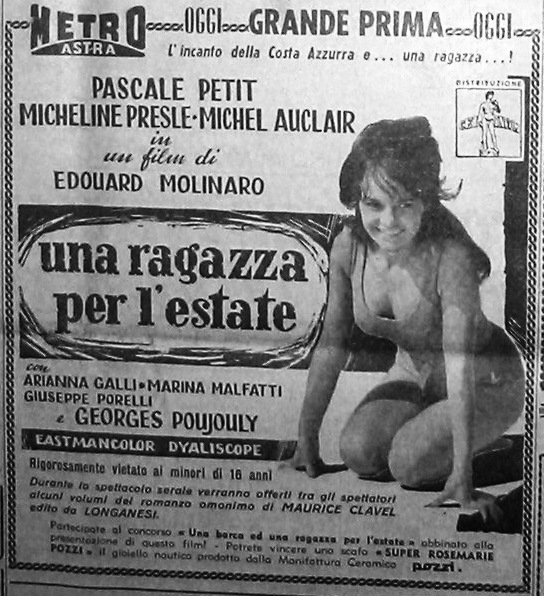 METRO
ASTRA
OGGI GRANDE PRIMA OGGI
L'incanto della Costa Azzurra e... una ragazza...!
DISTRIBUZIONE
PASCALE PETIT
MICHELINE PRESLE • MICHEL AUCLAIR
in
un film di
EDOUARD MOLINARO
una ragazza
per l'estate
con
ARIANNA GALLI • MARINA MALFATTI
GIUSEPPE PORELLI
e GEORGES POUJOULY
EASTMANCOLOR DYALISCOPE
Rigorosamente vietato ai minori di 16 anni
Durante lo spettacolo serale verranno offerti fra gli spettatori
alcuni volumi del romanzo omonimo di MAURICE CLAVEL
edito da LONGANESI.
Partecipate al concorso « Una barca ed una ragazza per l'estate » abbinato alla
presentazione di questo film! - Potrete vincere uno scafo « SUPER ROSEMARIE
POZZI » il gioiello nautico prodotto dalla Manifattura Ceramica pozzi.